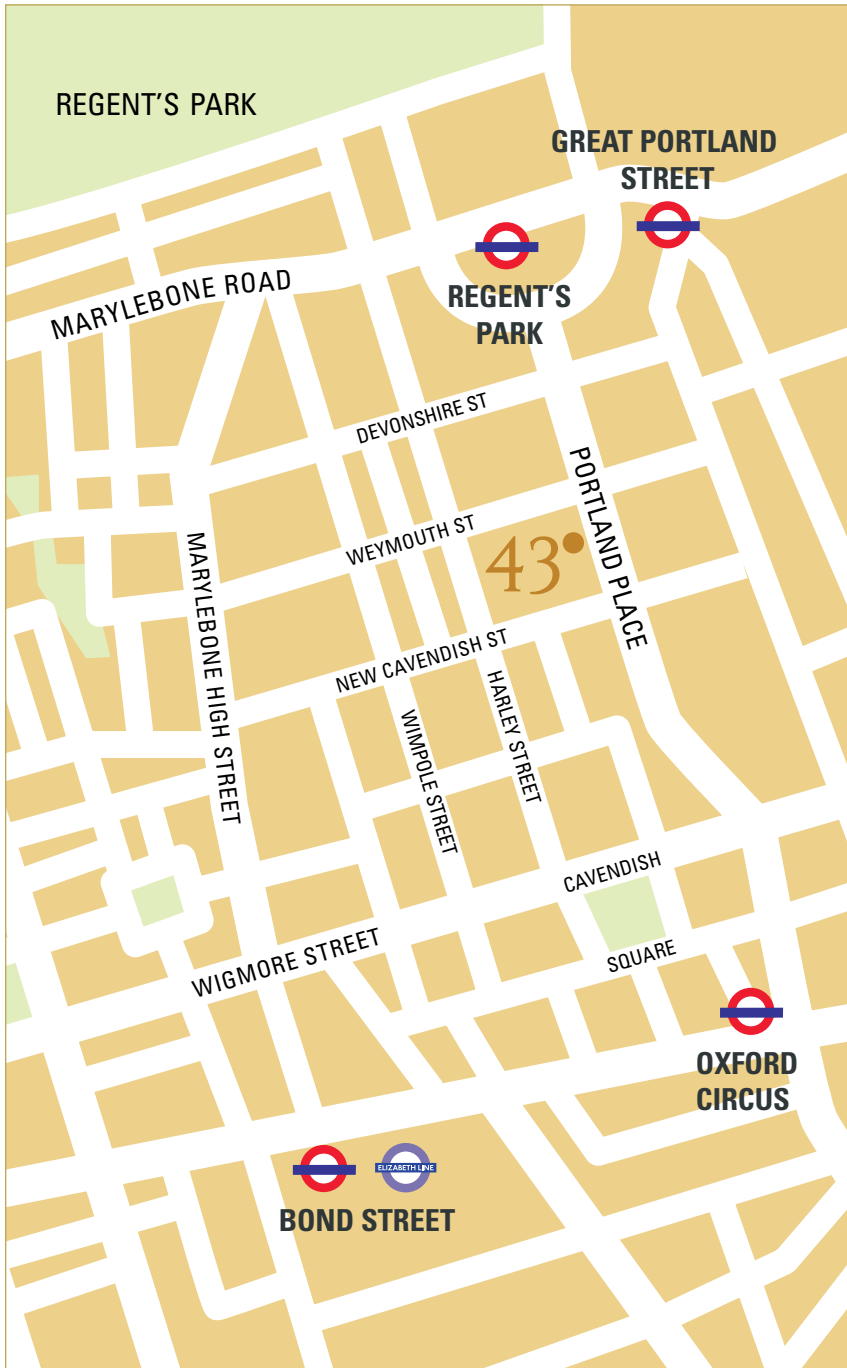 REGENT'S PARK
GREAT PORTLAND
STREET
REGENT'S
PARK
MARYLEBONE ROAD
DEVONSHIRE ST
PORTLAND PLACE
WEYMOUTH ST
43
MARYLEBONE HIGH STREET
NEW CAVENDISH ST
HARLEY STREET
WIMPOLE STREET
CAVENDISH
SQUARE
WIGMORE STREET
OXFORD
CIRCUS
ELIZABETH LINE
BOND STREET